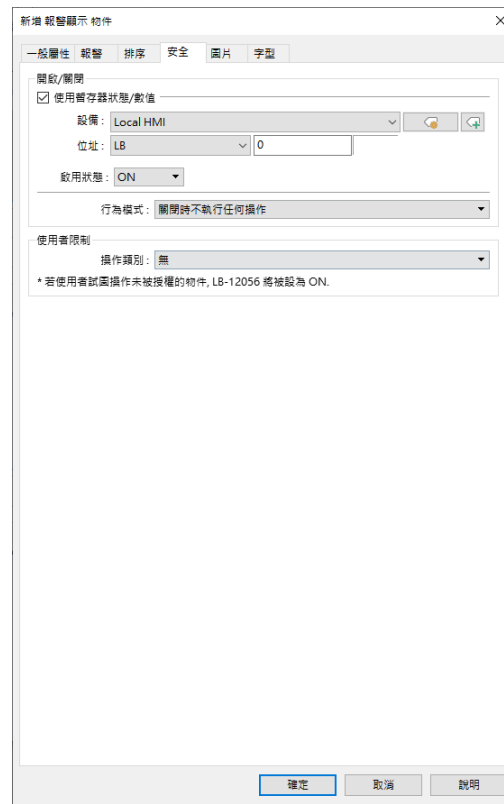 新增 報警顯示 物件
一般屬性 報警 排序 安全 圖片 字型
開啟/關閉
使用暫存器狀態/數值
設備 : Local HMI
位址 : LB 0
啟用狀態 : ON
行為模式 : 關閉時不執行任何操作
使用者限制
操作類別 : 無
* 若使用者試圖操作未被授權的物件, LB-12056 將被設為 ON.
確定 取消 說明